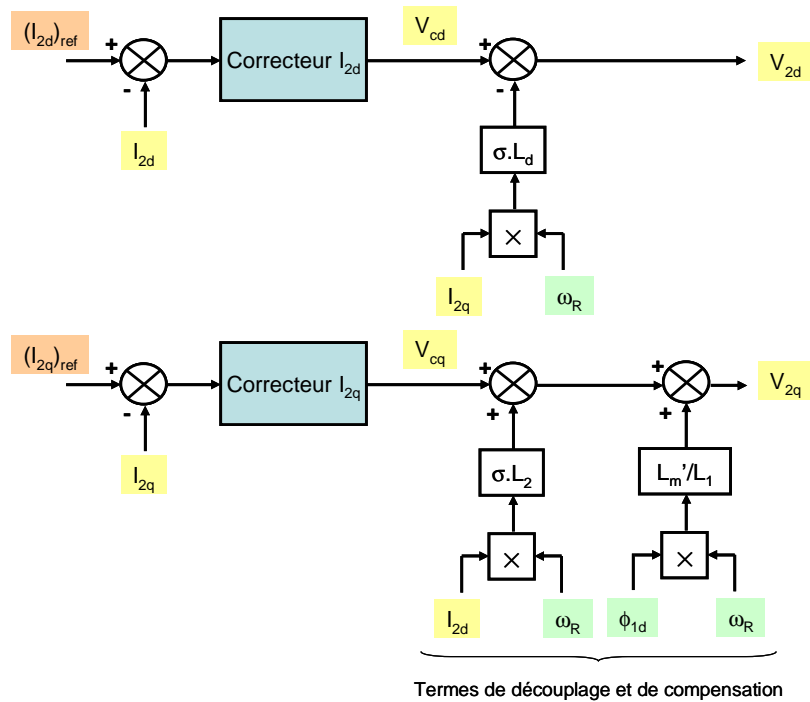 (I2d)ref + - Correcteur I2d Vcd + - V2d
I2d
σ.Ld
×
I2q ωR
(I2q)ref + - Correcteur I2q Vcq + + + + V2q
I2q
σ.L2 Lm'/L1
× ×
I2d ωR ϕ1d ωR
Termes de découplage et de compensation